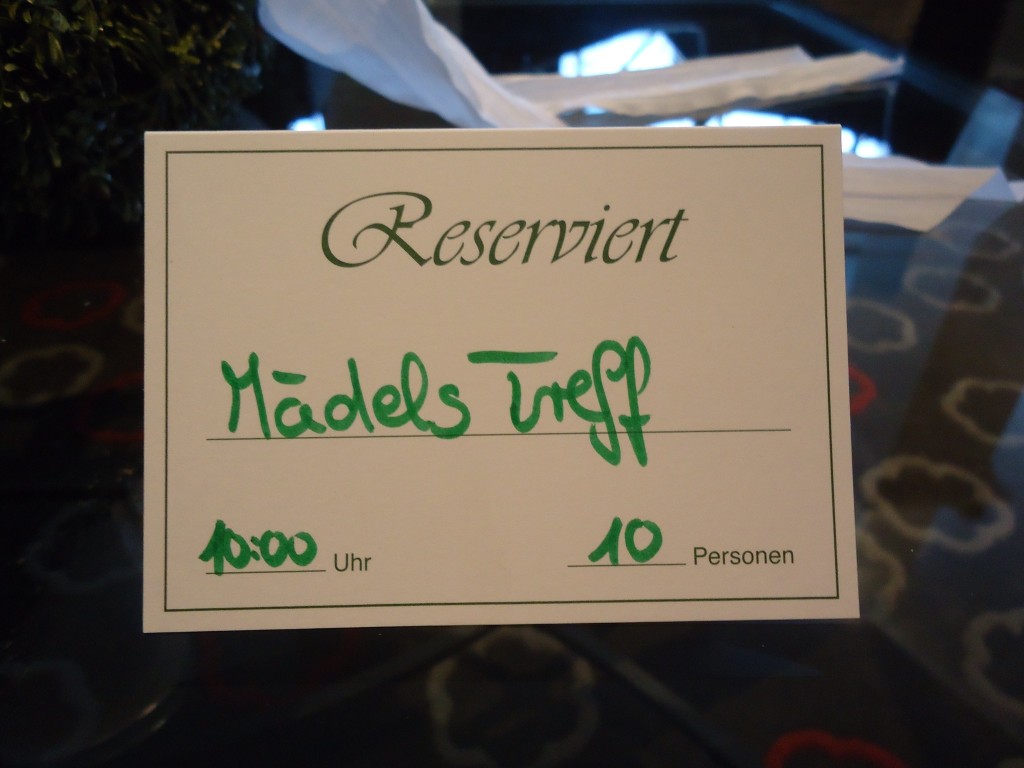 Reserviert
Mädels Treff
10:00 Uhr 10 Personen